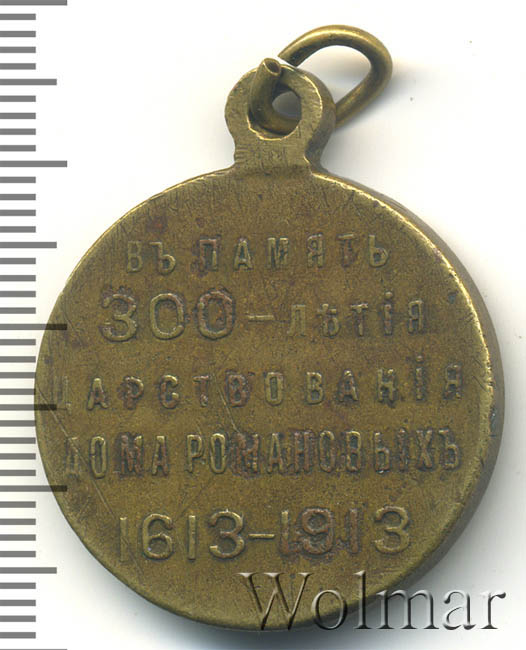 ВЪ ПАМЯТЬ
300-ЛѢТІЯ
ЦАРСТВОВАНІЯ
ДОМА РОМАНОВЫХЪ
1613-1913
Wolmar